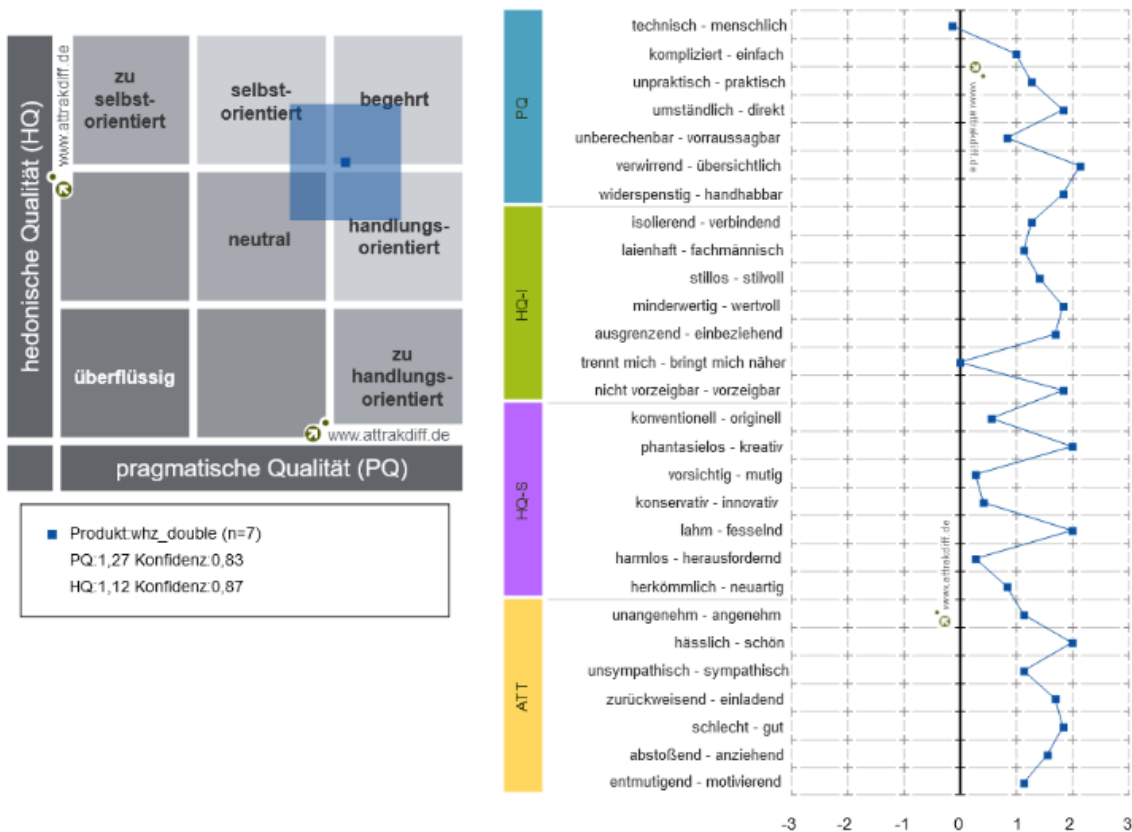 hedonische Qualität (HQ)
www.attrakdiff.de
zu
selbst-
orientiert
selbst-
orientiert
begehrt
neutral
handlungs-
orientiert
überflüssig
zu
handlungs-
orientiert
www.attrakdiff.de
pragmatische Qualität (PQ)
Produkt:whz_double (n=7)
PQ:1,27 Konfidenz:0,83
HQ:1,12 Konfidenz:0,87
PQ
technisch - menschlich
kompliziert - einfach
unpraktisch - praktisch
umständlich - direkt
unberechenbar - vorraussagbar
verwirrend - übersichtlich
widerspenstig - handhabbar
HQ-I
isolierend - verbindend
laienhaft - fachmännisch
stillos - stilvoll
minderwertig - wertvoll
ausgrenzend - einbeziehend
trennt mich - bringt mich näher
nicht vorzeigbar - vorzeigbar
HQ-S
konventionell - originell
phantasielos - kreativ
vorsichtig - mutig
konservativ - innovativ
lahm - fesselnd
harmlos - herausfordernd
herkömmlich - neuartig
ATT
unangenehm - angenehm
hässlich - schön
unsympathisch - sympathisch
zurückweisend - einladend
schlecht - gut
abstoßend - anziehend
entmutigend - motivierend
www.attrakdiff.de
www.attrakdiff.de
-3 -2 -1 0 1 2 3